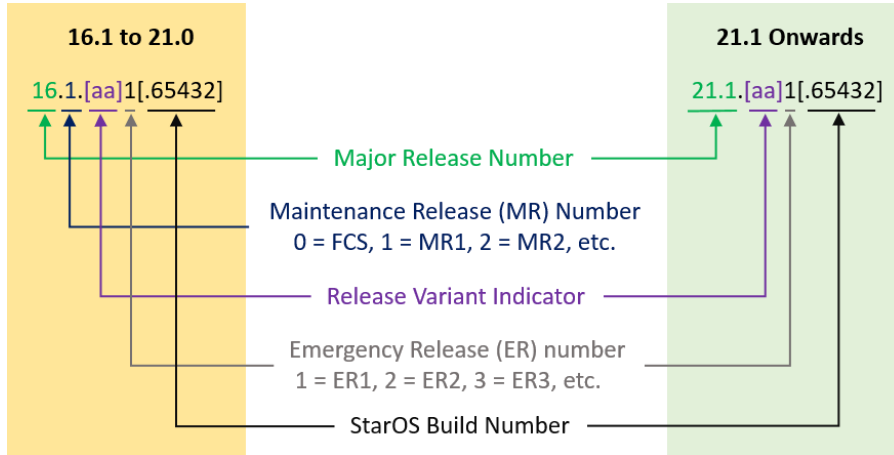 16.1 to 21.0
21.1 Onwards
16.1.[aa]1[.65432]
21.1.[aa]1[.65432]
Major Release Number
Maintenance Release (MR) Number
0 = FCS, 1 = MR1, 2 = MR2, etc.
Release Variant Indicator
Emergency Release (ER) number
1 = ER1, 2 = ER2, 3 = ER3, etc.
StarOS Build Number